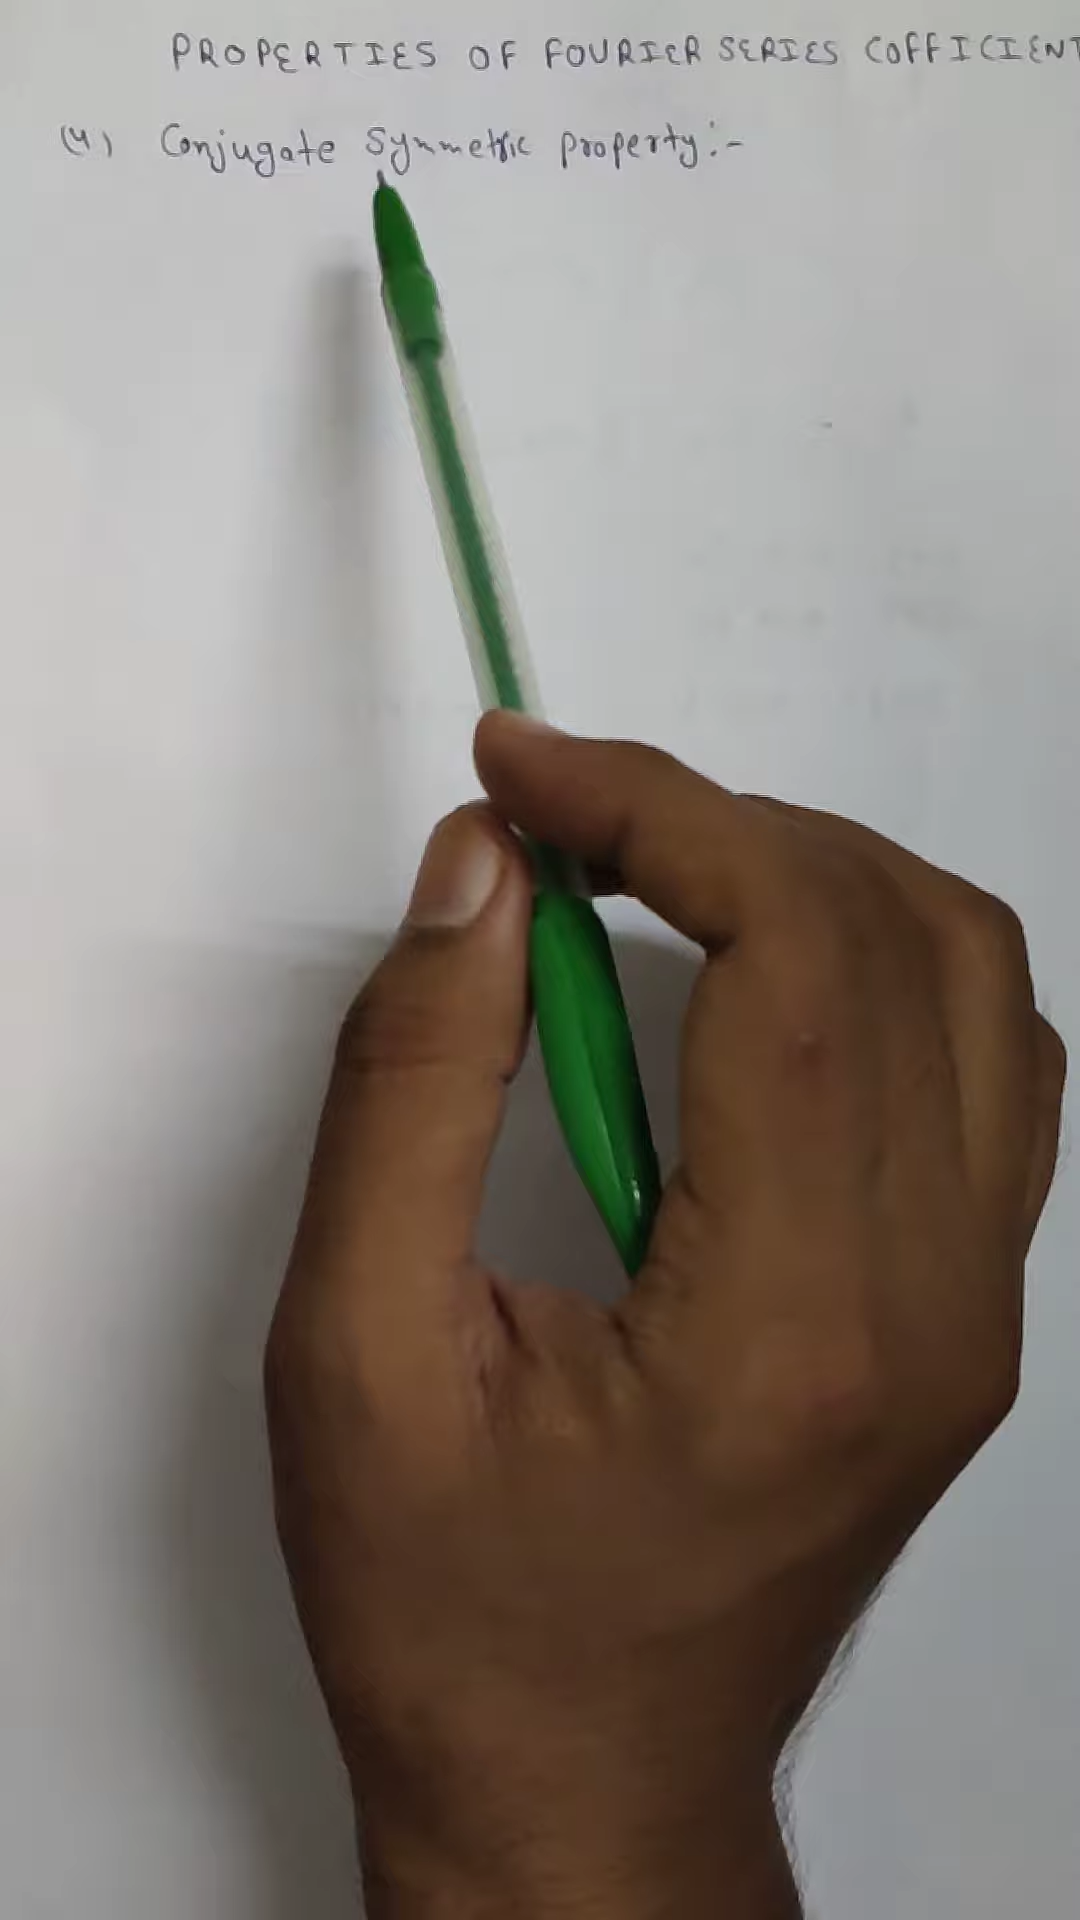 PROPERTIES OF FOURIER SERIES COFFICIENT
(4) Conjugate Symmetric property:-